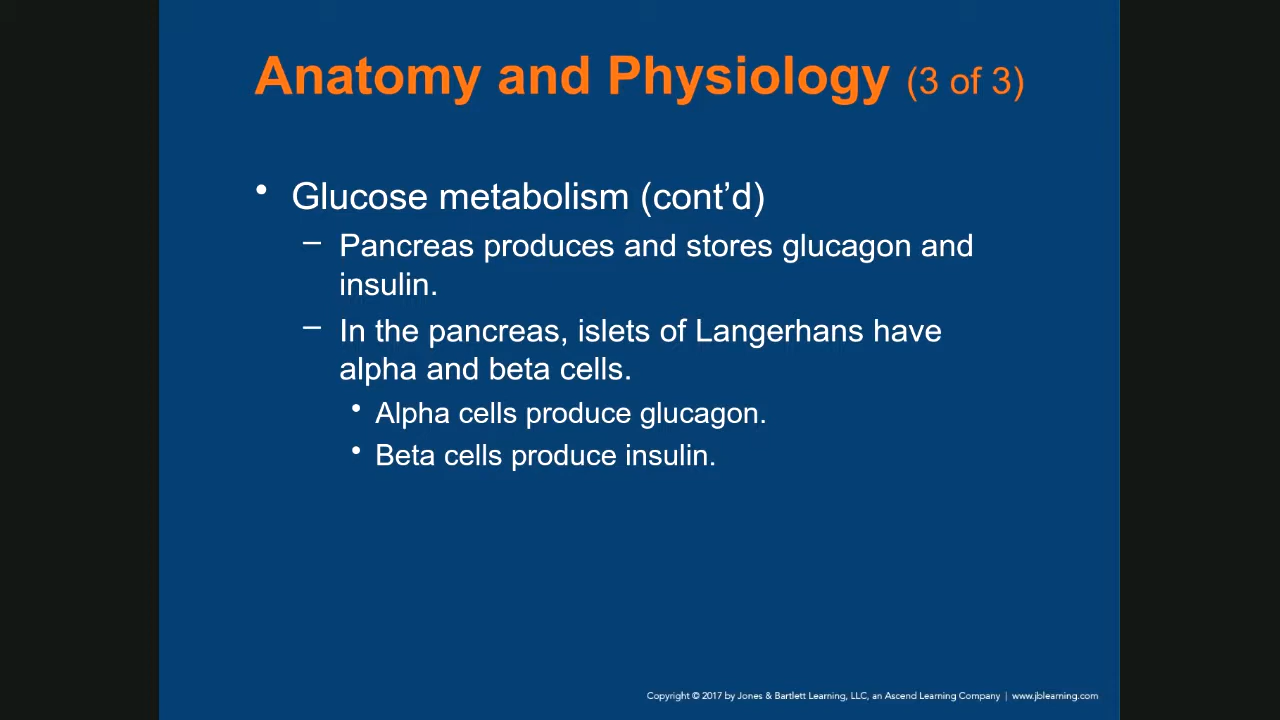 Anatomy and Physiology (3 of 3)
• Glucose metabolism (cont’d)
– Pancreas produces and stores glucagon and
insulin.
– In the pancreas, islets of Langerhans have
alpha and beta cells.
• Alpha cells produce glucagon.
• Beta cells produce insulin.
Copyright © 2017 by Jones & Bartlett Learning, LLC, an Ascend Learning Company | www.jblearning.com